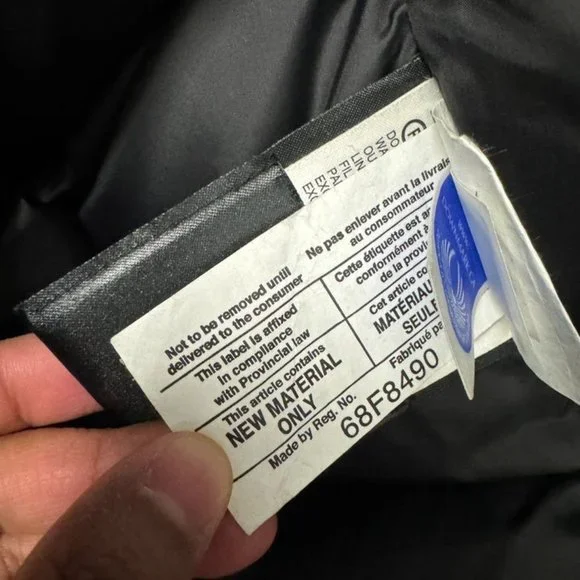 Not to be removed until
delivered to the consumer
This label is affixed
in compliance
with Provincial law
This article contains
NEW MATERIAL
ONLY
Made by Reg. No.
68F8490
Ne pas enlever avant la livrais
au consommateur
Cette étiquette est
conformément à
de la provi
Cet article co
MATÉRIAU
SEULE
Fabriqué pa